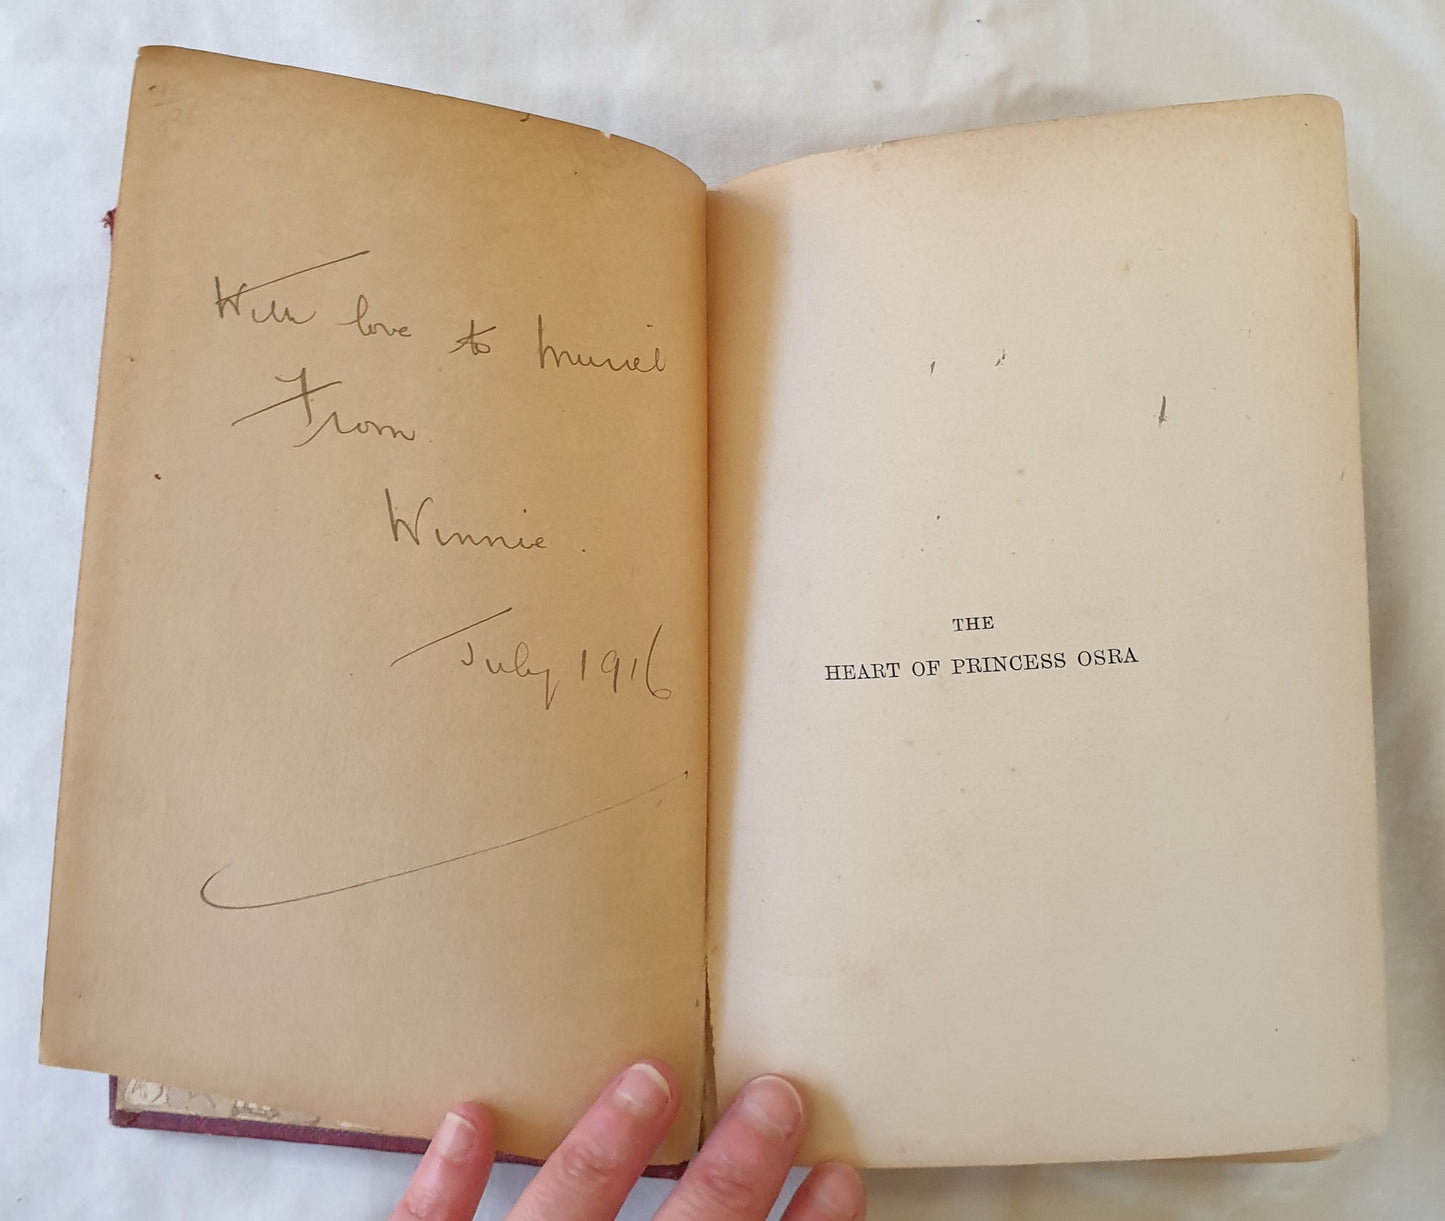 With love to Muriel
From
Winnie.
July 1916
THE
HEART OF PRINCESS OSRA